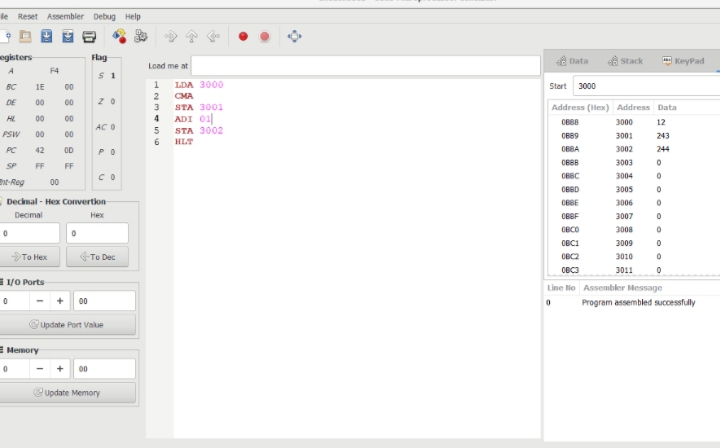 Reset Assembler Debug Help
Registers
Flag
A F4
BC 1E 00
DE 00 00
HL 00 00
PSW 00 00
PC 42 0D
SP FF FF
Int-Reg 00
S 1
Z 0
AC 0
P 0
C 0
Decimal - Hex Convertion
Decimal Hex
0 0
To Hex To Dec
I/O Ports
0 − + 00
Update Port Value
Memory
0 − + 00
Update Memory
Load me at
1 LDA 3000
2 CMA
3 STA 3001
4 ADI 01
5 STA 3002
6 HLT
Data Stack KeyPad
Start 3000
Address (Hex) Address Data
0BB8 3000 12
0BB9 3001 243
0BBA 3002 244
0BBB 3003 0
0BBC 3004 0
0BBD 3005 0
0BBE 3006 0
0BBF 3007 0
0BC0 3008 0
0BC1 3009 0
0BC2 3010 0
0BC3 3011 0
Line No Assembler Message
0 Program assembled successfully